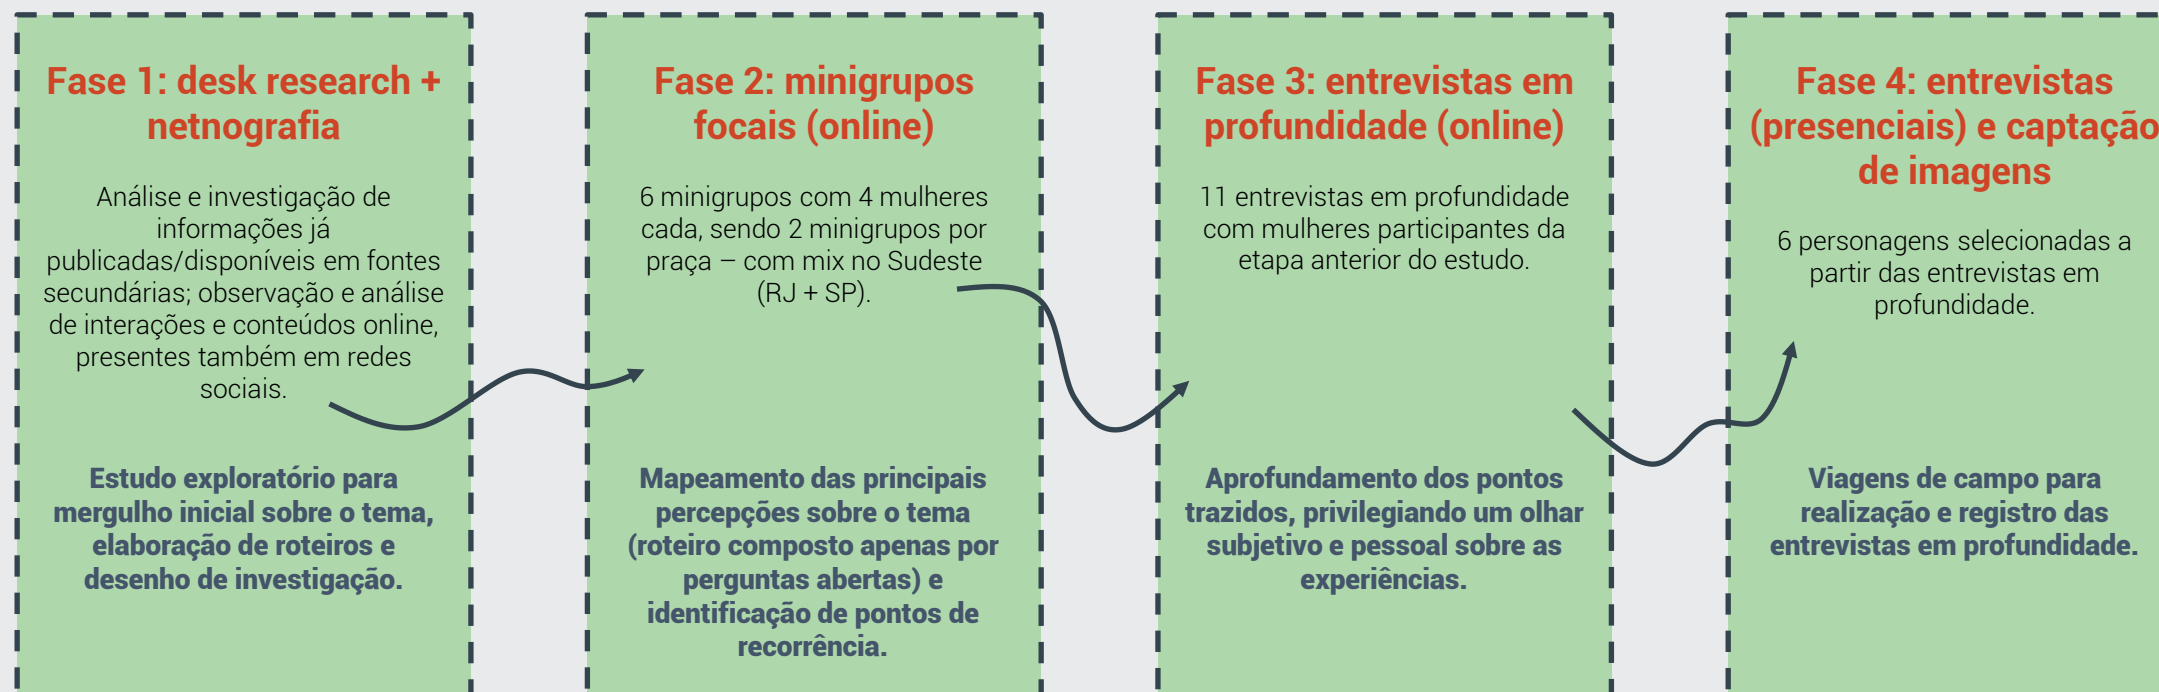 Fase 1: desk research +
netnografia
Análise e investigação de
informações já
publicadas/disponíveis em fontes
secundárias; observação e análise
de interações e conteúdos online,
presentes também em redes
sociais.
Estudo exploratório para
mergulho inicial sobre o tema,
elaboração de roteiros e
desenho de investigação.
Fase 2: minigrupos
focais (online)
6 minigrupos com 4 mulheres
cada, sendo 2 minigrupos por
praça – com mix no Sudeste
(RJ + SP).
Mapeamento das principais
percepções sobre o tema
(roteiro composto apenas por
perguntas abertas) e
identificação de pontos de
recorrência.
Fase 3: entrevistas em
profundidade (online)
11 entrevistas em profundidade
com mulheres participantes da
etapa anterior do estudo.
Aprofundamento dos pontos
trazidos, privilegiando um olhar
subjetivo e pessoal sobre as
experiências.
Fase 4: entrevistas
(presenciais) e captação
de imagens
6 personagens selecionadas a
partir das entrevistas em
profundidade.
Viagens de campo para
realização e registro das
entrevistas em profundidade.